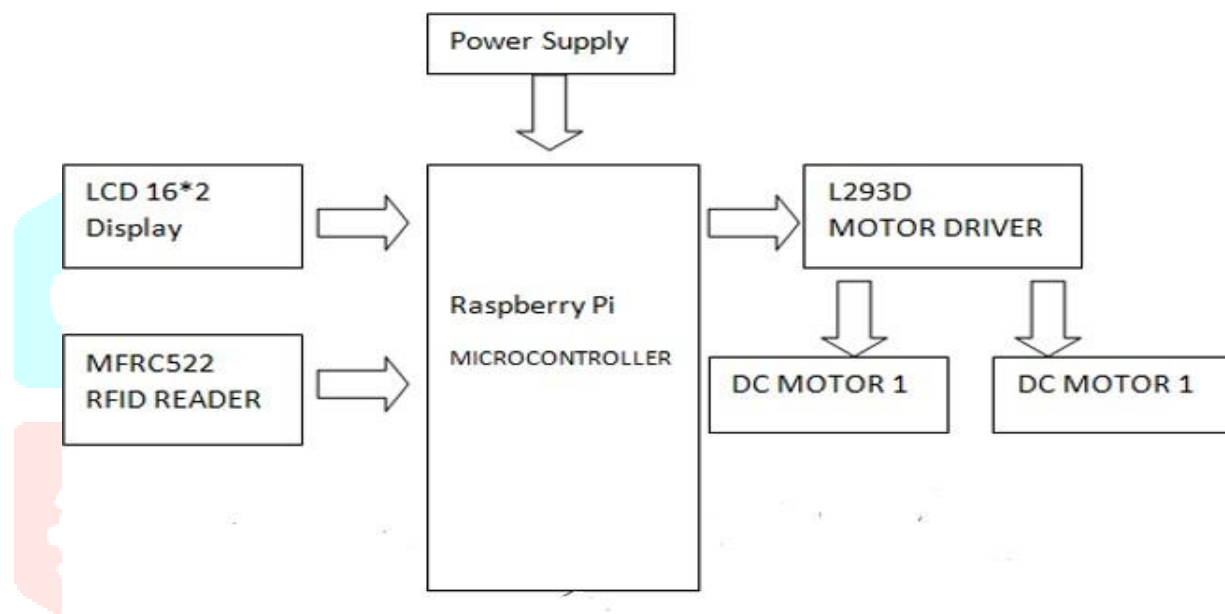 Power Supply
LCD 16*2
Display
L293D
MOTOR DRIVER
Raspberry Pi
MICROCONTROLLER
MFRC522
RFID READER
DC MOTOR 1
DC MOTOR 1